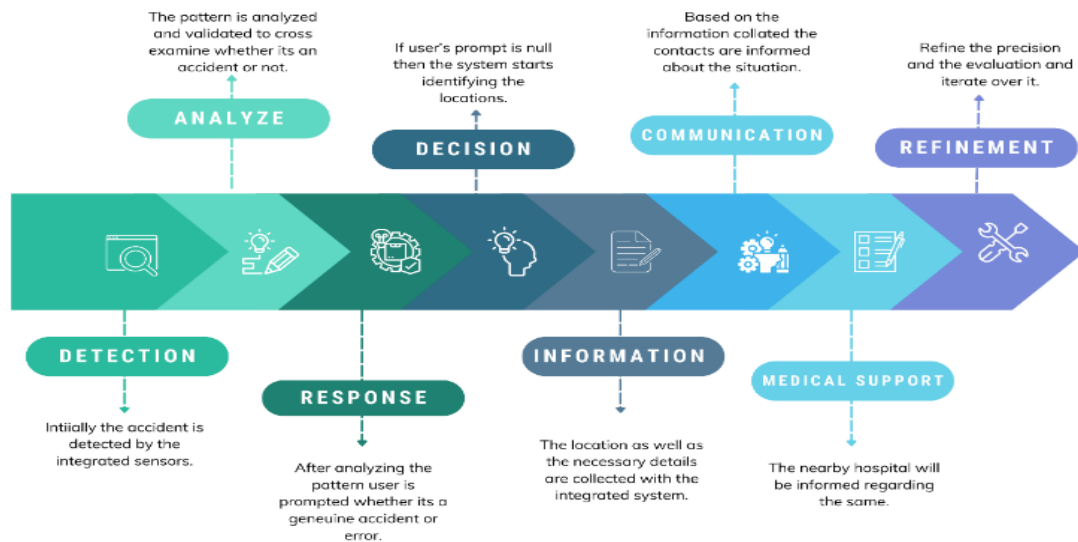 The pattern is analyzed
and validated to cross
examine whether its an
accident or not.
ANALYZE
If user's prompt is null
then the system starts
identifying the
locations.
DECISION
Based on the
information collated the
contacts are informed
about the situation.
COMMUNICATION
Refine the precision
and the evaluation and
iterate over it.
REFINEMENT
DETECTION
Intiially the accident is
detected by the
integrated sensors.
RESPONSE
After analyzing the
pattern user is
prompted whether its a
geneuine accident or
error.
INFORMATION
The location as well as
the necessary details
are collected with the
integrated system.
MEDICAL SUPPORT
The nearby hospital will
be informed regarding
the same.